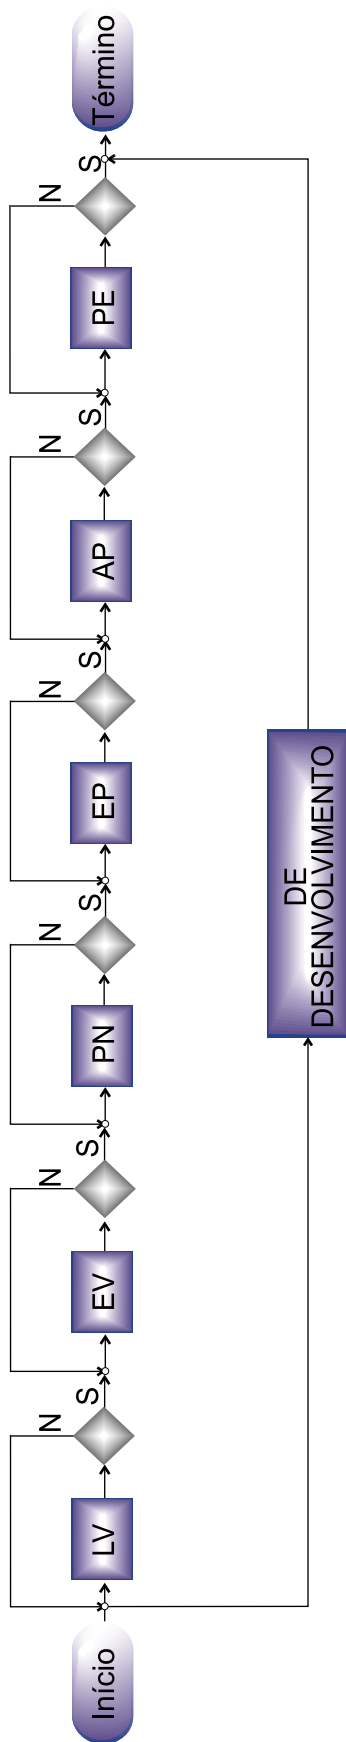 Início
LV
N
S
EV
N
S
PN
N
S
EP
N
S
AP
N
S
PE
N
S
Término
DE
DESENVOLVIMENTO